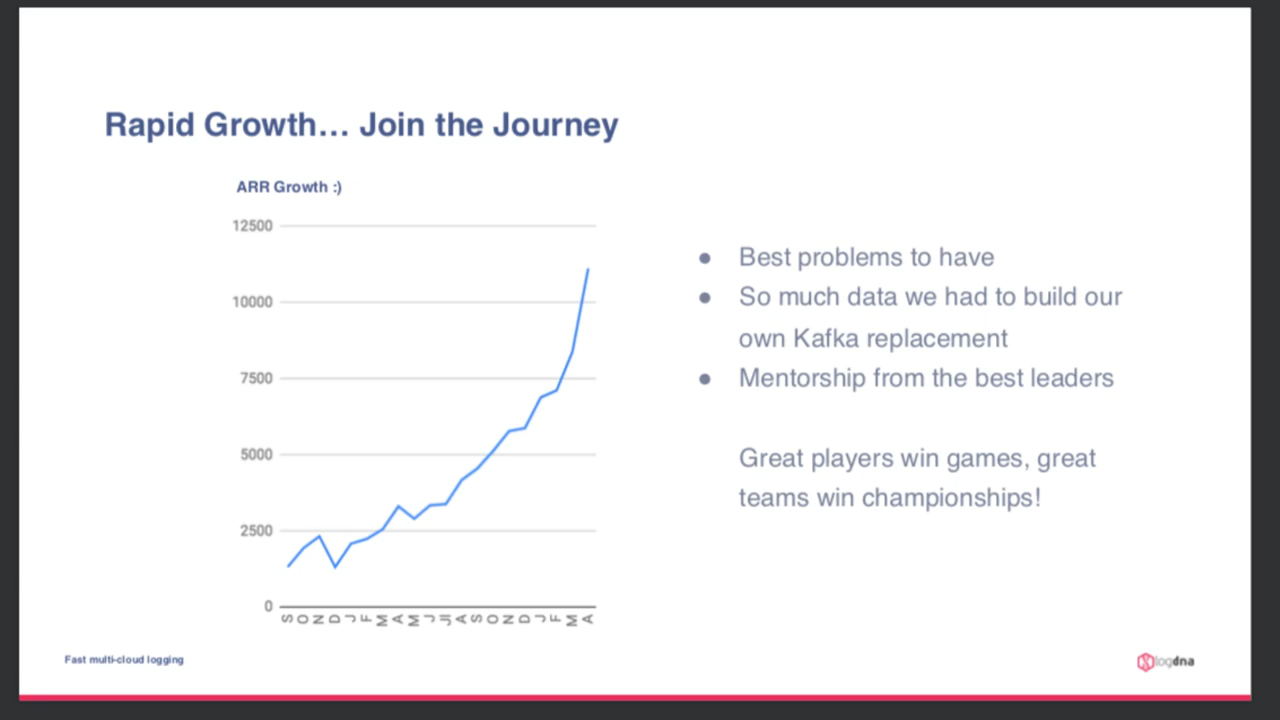 Rapid Growth… Join the Journey
ARR Growth :)
12500
10000
7500
5000
2500
0
S O N D J F M A M J Jl A S O N D J F M A
● Best problems to have
● So much data we had to build our
own Kafka replacement
● Mentorship from the best leaders
Great players win games, great
teams win championships!
Fast multi-cloud logging
logdna